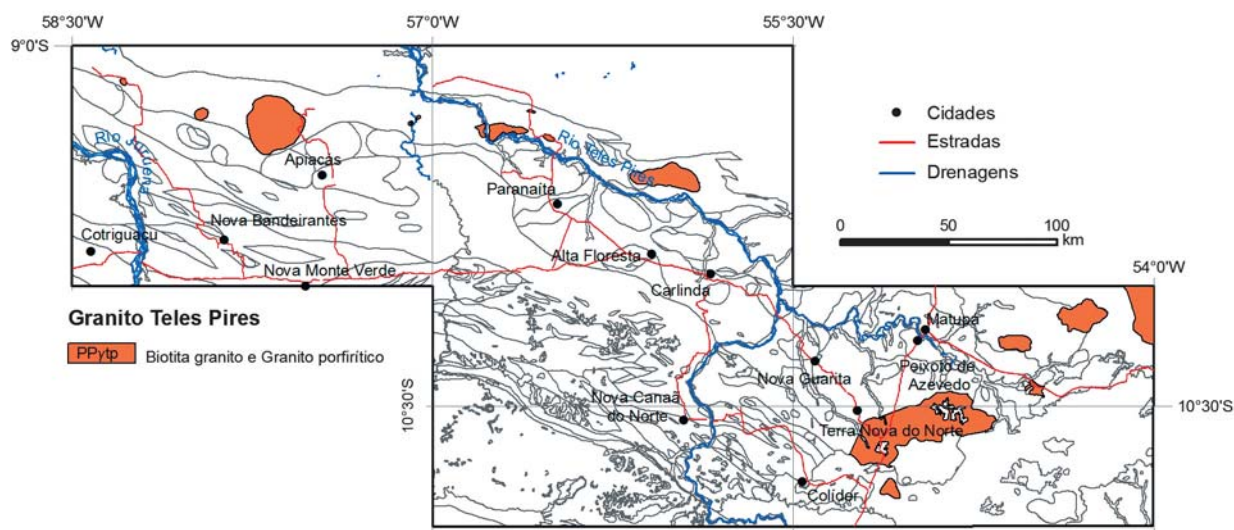 58°30'W
57°0'W
55°30'W
9°0'S
Cidades
Estradas
Drenagens
0 50 100
km
Rio Juruena
Rio Teles Pires
Apiacás
Paranaíta
Nova Bandeirantes
Cotriguaçu
Alta Floresta
Nova Monte Verde
Carlinda
54°0'W
Granito Teles Pires
PPγtp Biotita granito e Granito porfirítico
Matupá
Peixoto de
Azevedo
Nova Guarita
10°30'S
Nova Canaã
do Norte
10°30'S
Terra Nova do Norte
Colíder